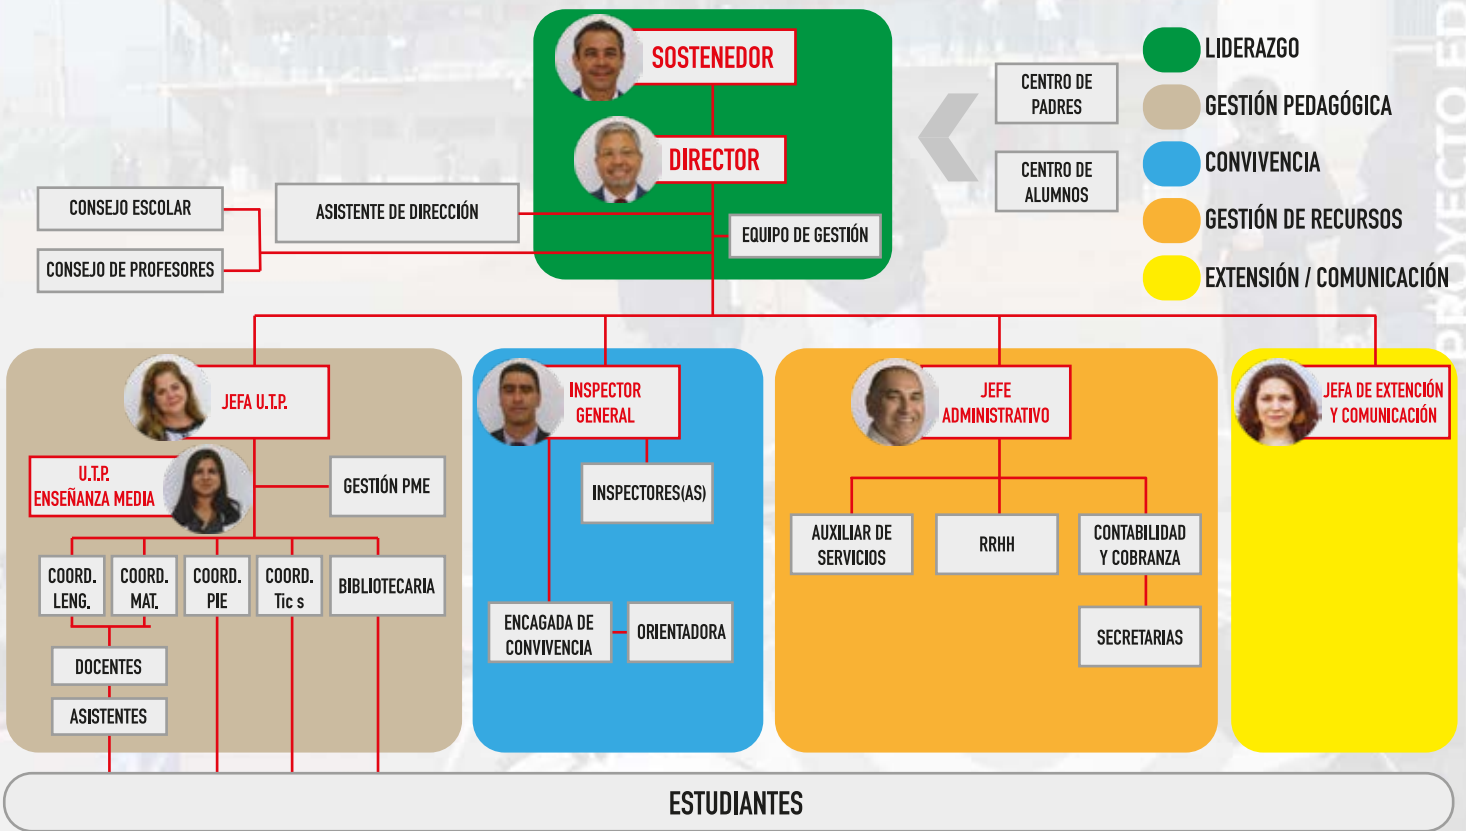 SOSTENEDOR
DIRECTOR
CENTRO DE
PADRES
CENTRO DE
ALUMNOS
LIDERAZGO
GESTIÓN PEDAGÓGICA
CONVIVENCIA
GESTIÓN DE RECURSOS
EXTENSIÓN / COMUNICACIÓN
PROYECTO ED
CONSEJO ESCOLAR
CONSEJO DE PROFESORES
ASISTENTE DE DIRECCIÓN
EQUIPO DE GESTIÓN
JEFA U.T.P.
U.T.P.
ENSEÑANZA MEDIA
GESTIÓN PME
COORD.
LENG.
COORD.
MAT.
COORD.
PIE
COORD.
Tic s
BIBLIOTECARIA
DOCENTES
ASISTENTES
INSPECTOR
GENERAL
INSPECTORES(AS)
ENCAGADA DE
CONVIVENCIA
ORIENTADORA
JEFE
ADMINISTRATIVO
AUXILIAR DE
SERVICIOS
RRHH
CONTABILIDAD
Y COBRANZA
SECRETARIAS
JEFA DE EXTENCIÓN
Y COMUNICACIÓN
ESTUDIANTES